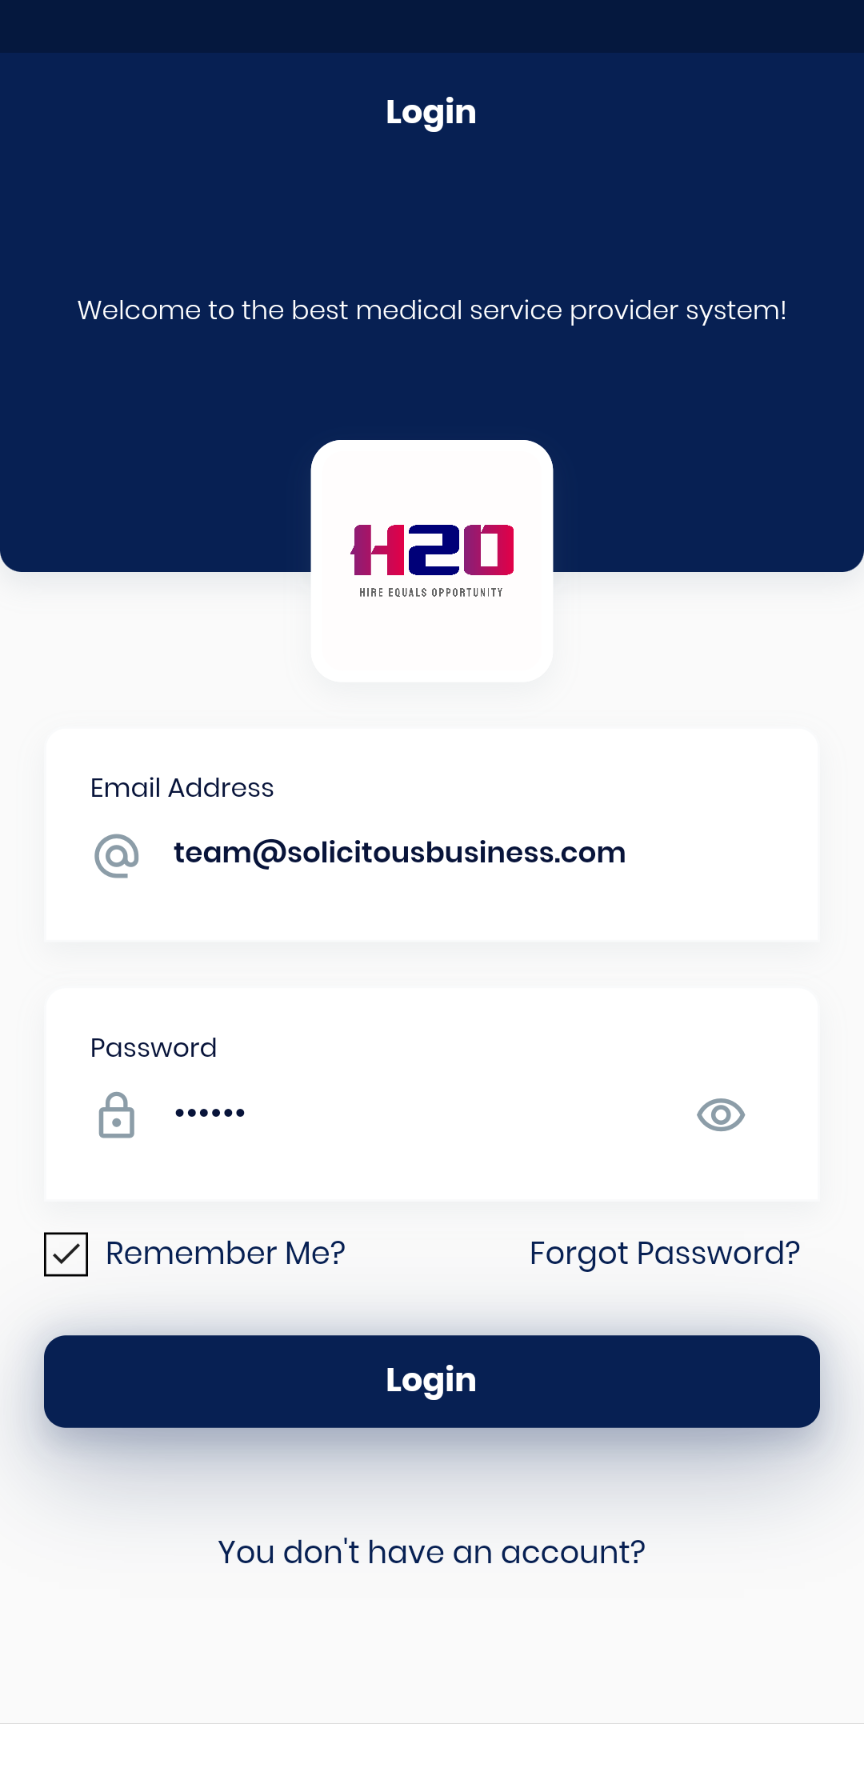 Login
Welcome to the best medical service provider system!
H2O
HIRE EQUALS OPPORTUNITY
Email Address
team@solicitousbusiness.com
Password
••••••
Remember Me?
Forgot Password?
Login
You don't have an account?